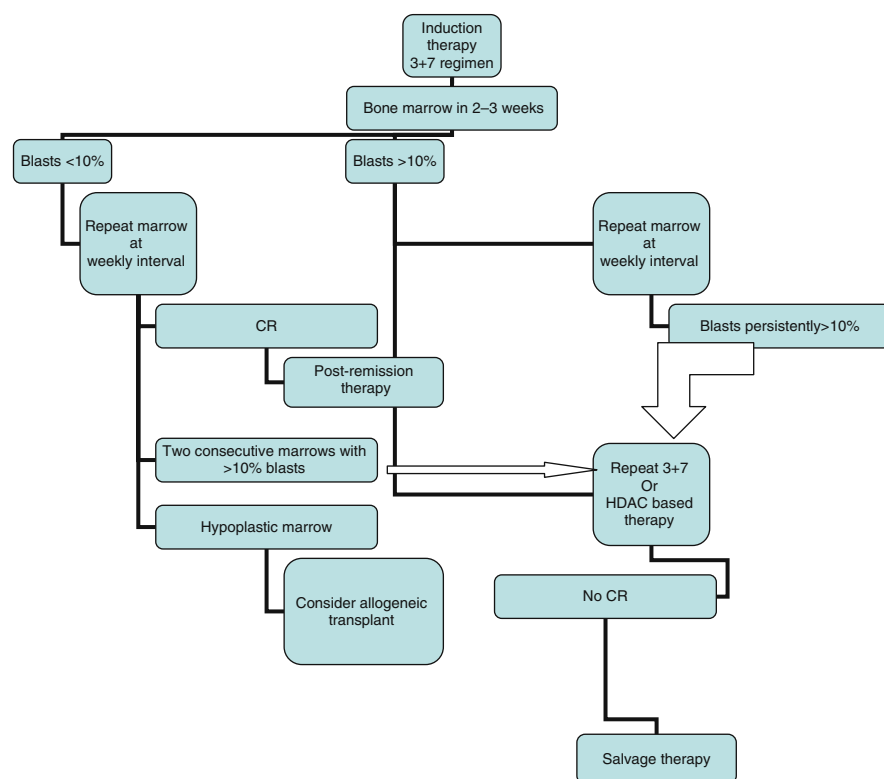 Induction
therapy
3+7 regimen
Bone marrow in 2–3 weeks
Blasts <10%
Blasts >10%
Repeat marrow
at
weekly interval
Repeat marrow
at
weekly interval
CR
Blasts persistently>10%
Post-remission
therapy
Two consecutive marrows with
>10% blasts
Repeat 3+7
Or
HDAC based
therapy
Hypoplastic marrow
Consider allogeneic
transplant
No CR
Salvage therapy